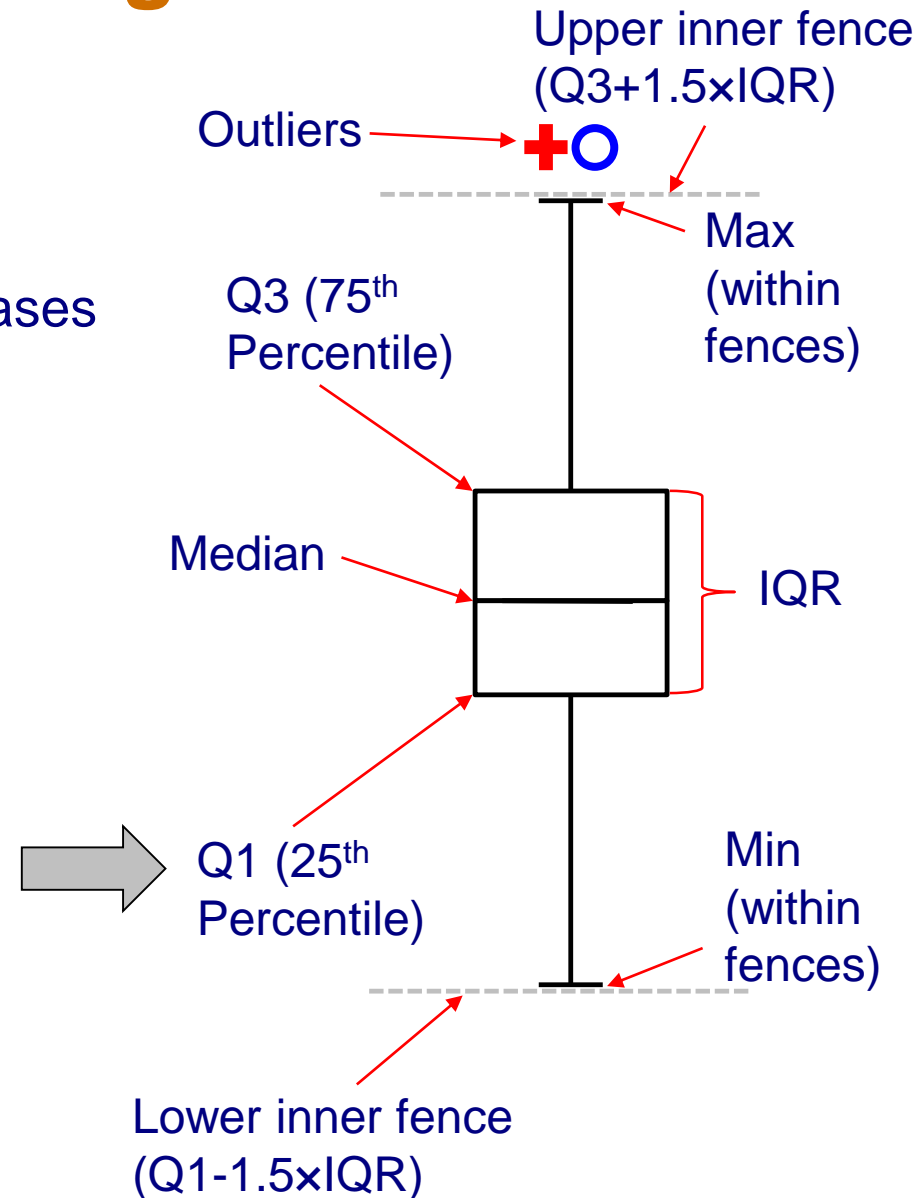 Upper inner fence
(Q3+1.5×IQR)
Outliers
Max
(within
fences)
Q3 (75th
Percentile)
Median
IQR
Q1 (25th
Percentile)
Min
(within
fences)
Lower inner fence
(Q1-1.5×IQR)